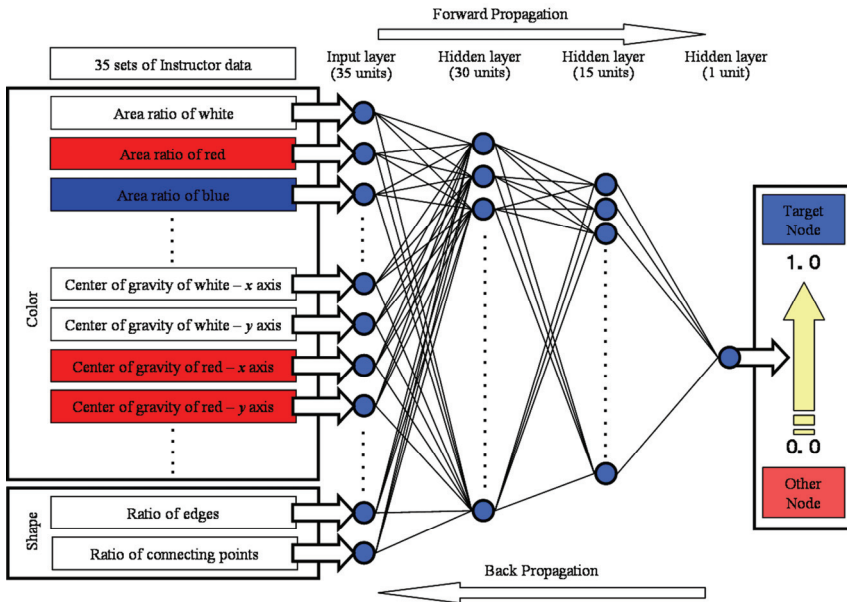 Forward Propagation
35 sets of Instructor data
Input layer
(35 units)
Hidden layer
(30 units)
Hidden layer
(15 units)
Hidden layer
(1 unit)
Color
Area ratio of white
Area ratio of red
Area ratio of blue
Center of gravity of white – x axis
Center of gravity of white – y axis
Center of gravity of red – x axis
Center of gravity of red – y axis
Shape
Ratio of edges
Ratio of connecting points
Target
Node
1.0
0.0
Other
Node
Back Propagation